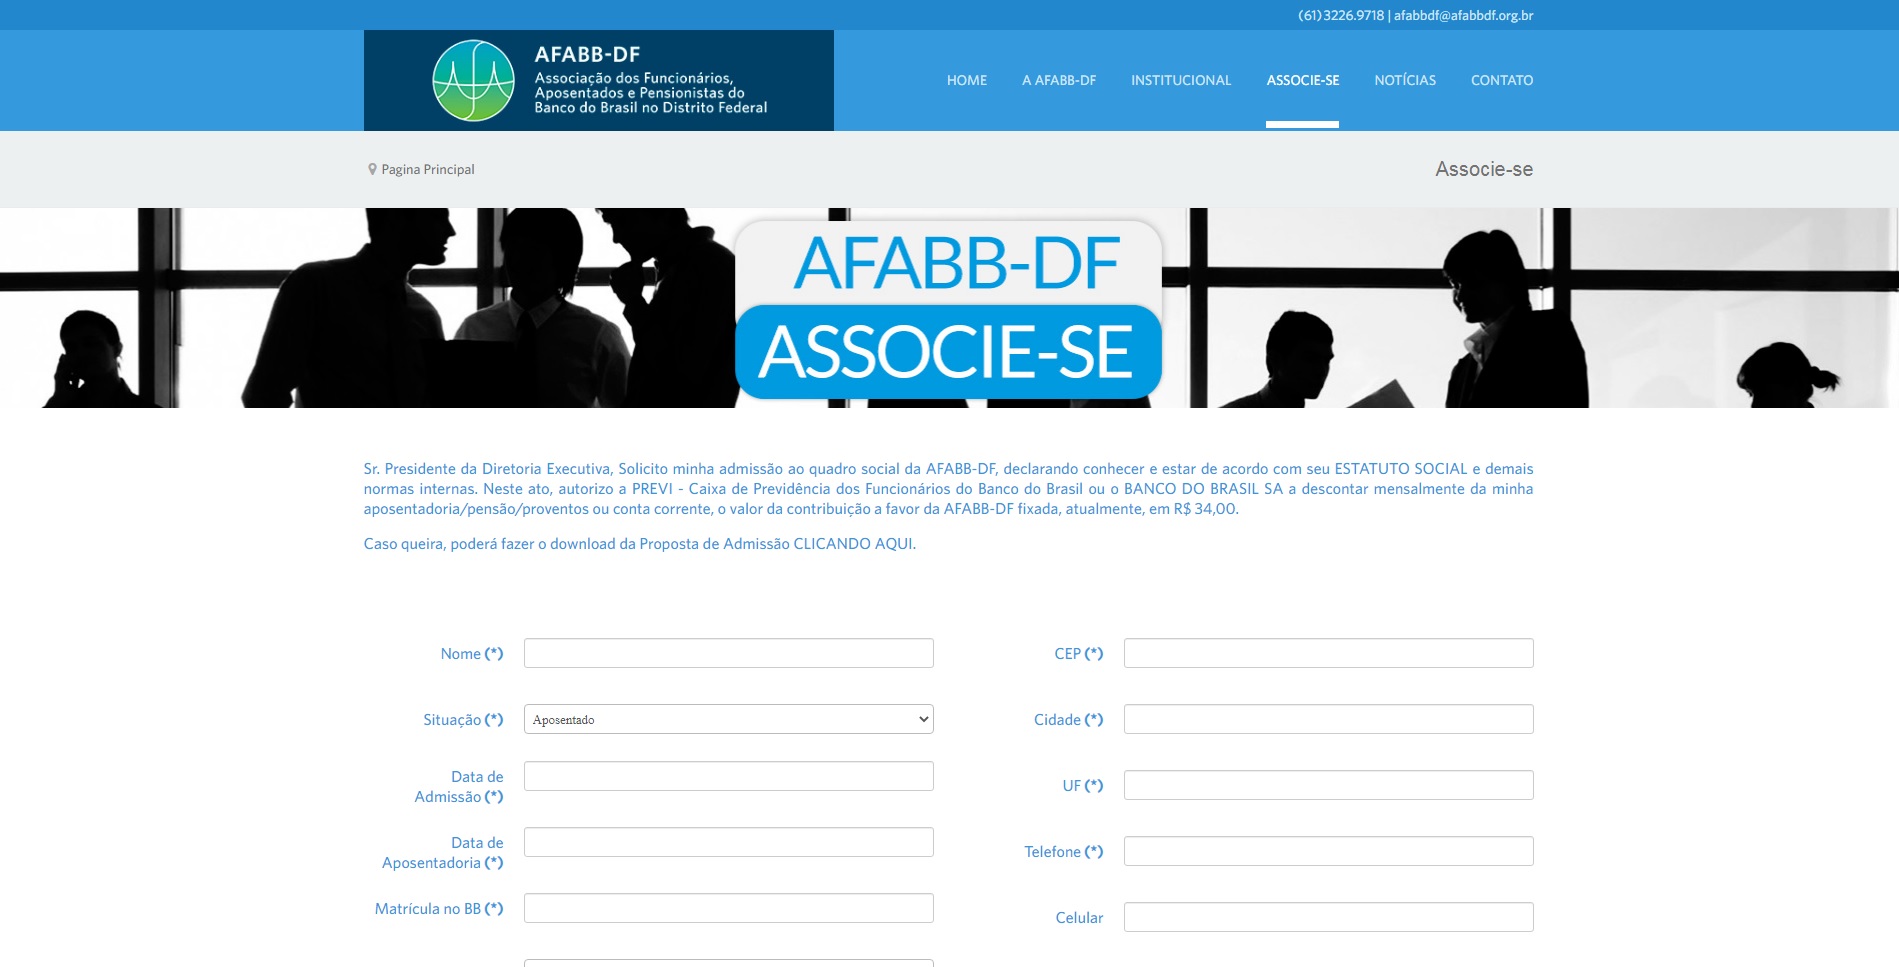 (61) 3226.9718 | afabbdf@afabbdf.org.br
AFABB-DF
Associação dos Funcionários,
Aposentados e Pensionistas do
Banco do Brasil no Distrito Federal
HOME A AFABB-DF INSTITUCIONAL ASSOCIE-SE NOTÍCIAS CONTATO
Pagina Principal
Associe-se
AFABB-DF
ASSOCIE-SE
Sr. Presidente da Diretoria Executiva, Solicito minha admissão ao quadro social da AFABB-DF, declarando conhecer e estar de acordo com seu ESTATUTO SOCIAL e demais
normas internas. Neste ato, autorizo a PREVI - Caixa de Previdência dos Funcionários do Banco do Brasil ou o BANCO DO BRASIL SA a descontar mensalmente da minha
aposentadoria/pensão/proventos ou conta corrente, o valor da contribuição a favor da AFABB-DF fixada, atualmente, em R$ 34,00.
Caso queira, poderá fazer o download da Proposta de Admissão CLICANDO AQUI.
Nome (*)
Situação (*) Aposentado
Data de
Admissão (*)
Data de
Aposentadoria (*)
Matrícula no BB (*)
CEP (*)
Cidade (*)
UF (*)
Telefone (*)
Celular